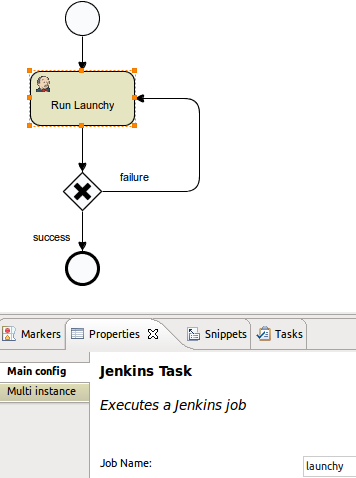 Run Launchy
failure
success
Markers Properties Snippets Tasks
Main config
Multi instance
Jenkins Task
Executes a Jenkins job
Job Name: launchy